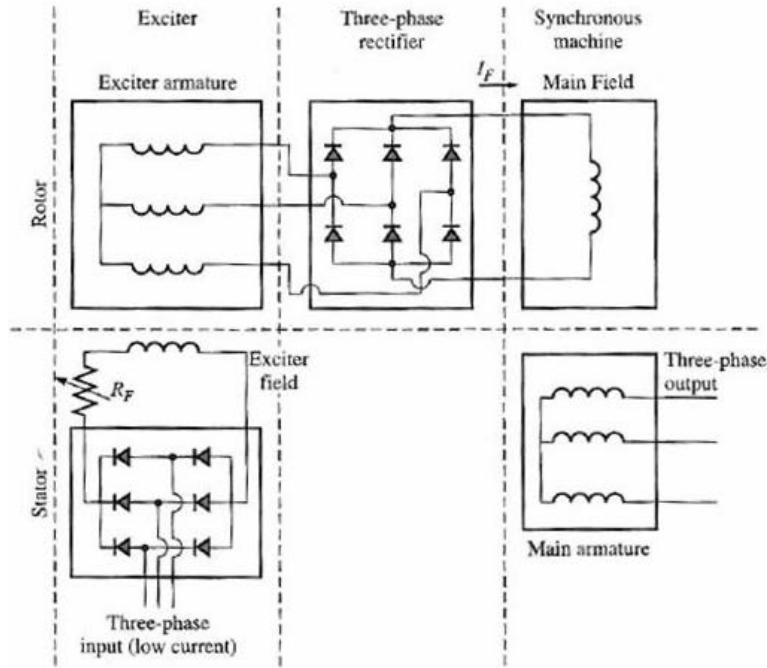 Exciter
Three-phase
rectifier
Synchronous
machine
Exciter armature
I_F
Main Field
Rotor
Exciter
field
R_F
Stator
Three-phase
output
Main armature
Three-phase
input (low current)